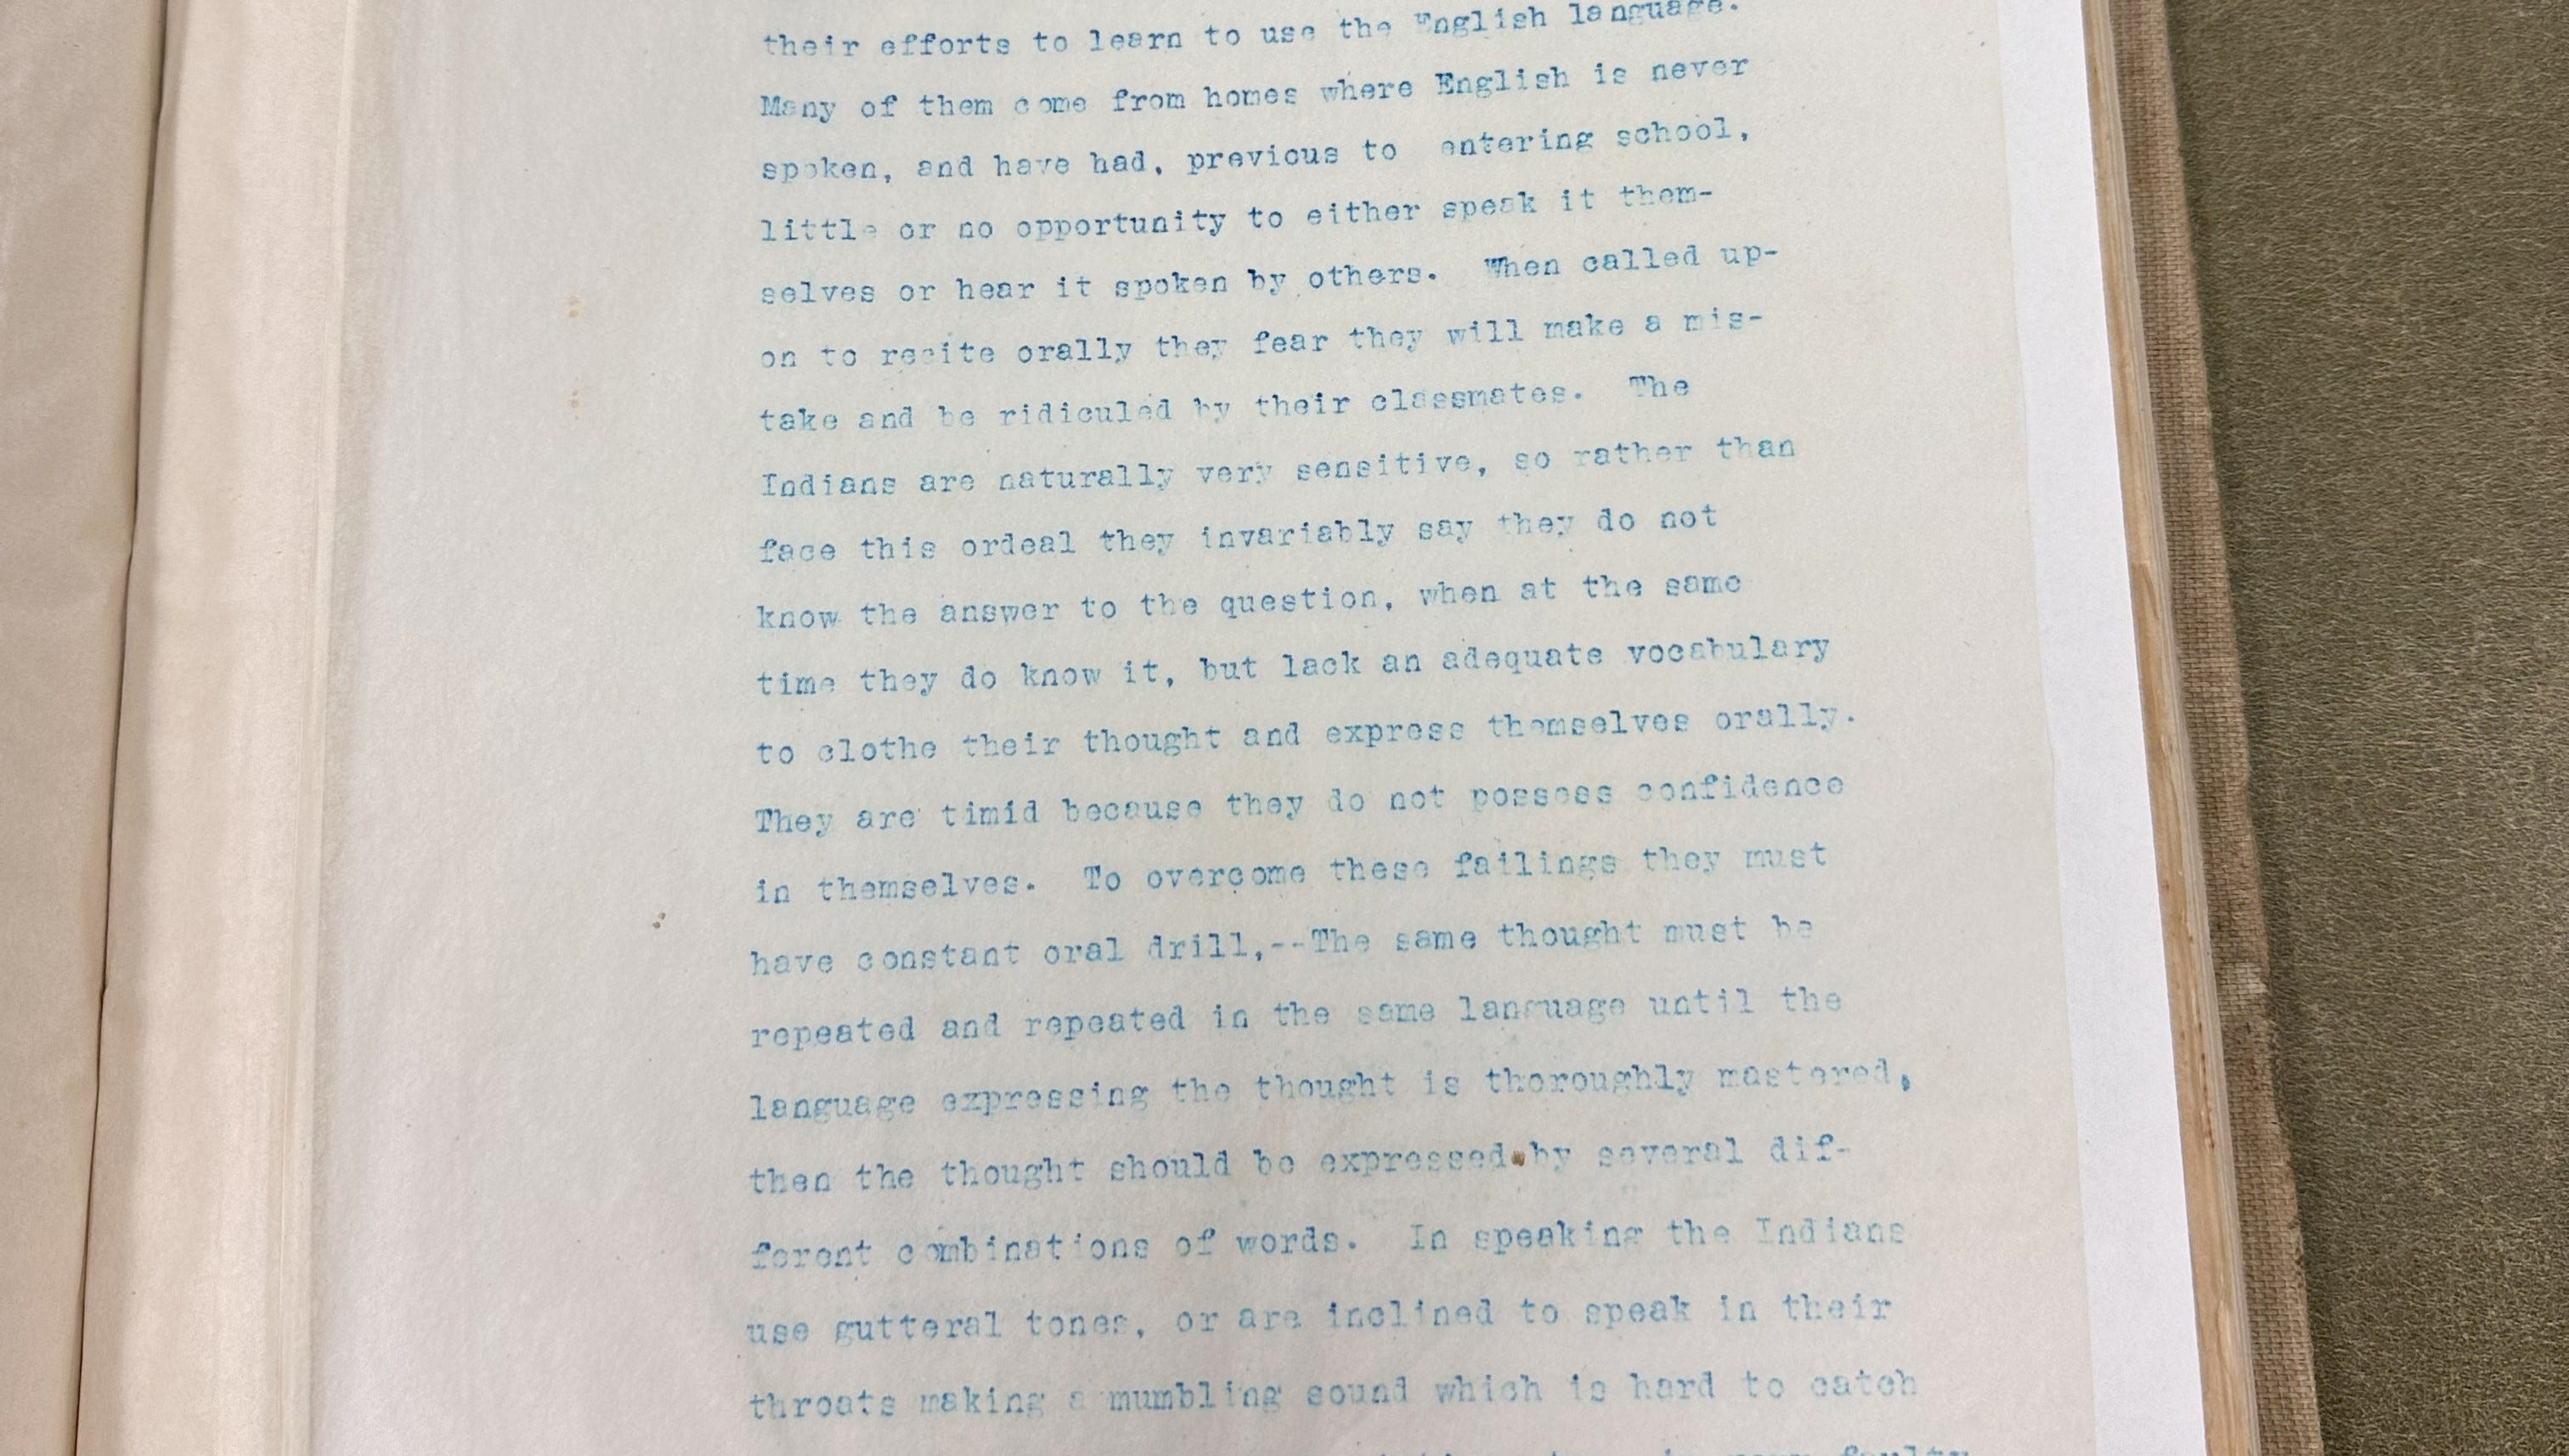 their efforts to learn to use the English language.
Many of them come from homes where English is never
spoken, and have had, previous to entering school,
little or no opportunity to either speak it them-
selves or hear it spoken by others. When called up-
on to recite orally they fear they will make a mis-
take and be ridiculed by their classmates. The
Indians are naturally very sensitive, so rather than
face this ordeal they invariably say they do not
know the answer to the question, when at the same
time they do know it, but lack an adequate vocabulary
to clothe their thought and express themselves orally.
They are timid because they do not possess confidence
in themselves. To overcome these failings they must
have constant oral drill,--The same thought must be
repeated and repeated in the same language until the
language expressing the thought is thoroughly mastered,
then the thought should be expressed by several dif-
ferent combinations of words. In speaking the Indians
use gutteral tones, or are inclined to speak in their
throats making a mumbling sound which is hard to catch
faulty